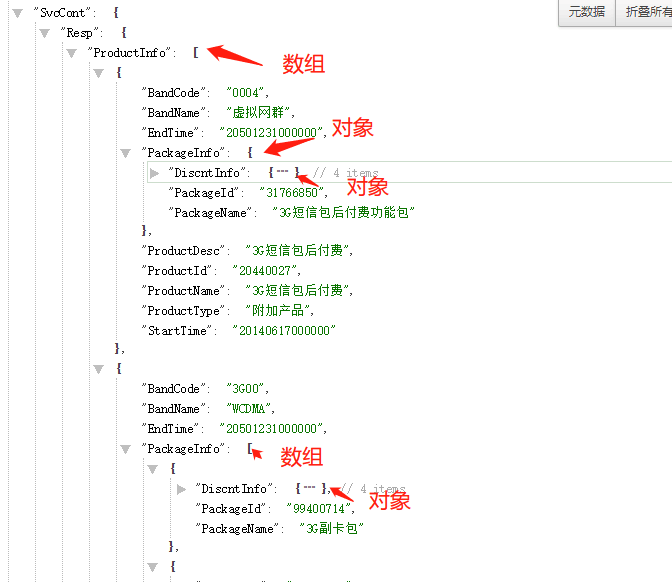 "SvcCont": {
元数据 折叠所有
"Resp": {
"ProductInfo": [
数组
{
"BandCode": "0004",
"BandName": "虚拟网群",
"EndTime": "20501231000000",
对象
"PackageInfo": {
"DiscntInfo": {···}, // 4 items
对象
"PackageId": "31766850",
"PackageName": "3G短信包后付费功能包"
},
"ProductDesc": "3G短信包后付费",
"ProductId": "20440027",
"ProductName": "3G短信包后付费",
"ProductType": "附加产品",
"StartTime": "20140617000000"
},
{
"BandCode": "3G00",
"BandName": "WCDMA",
"EndTime": "20501231000000",
"PackageInfo": [
数组
{
"DiscntInfo": {···}, // 4 items
对象
"PackageId": "99400714",
"PackageName": "3G副卡包"
},
{